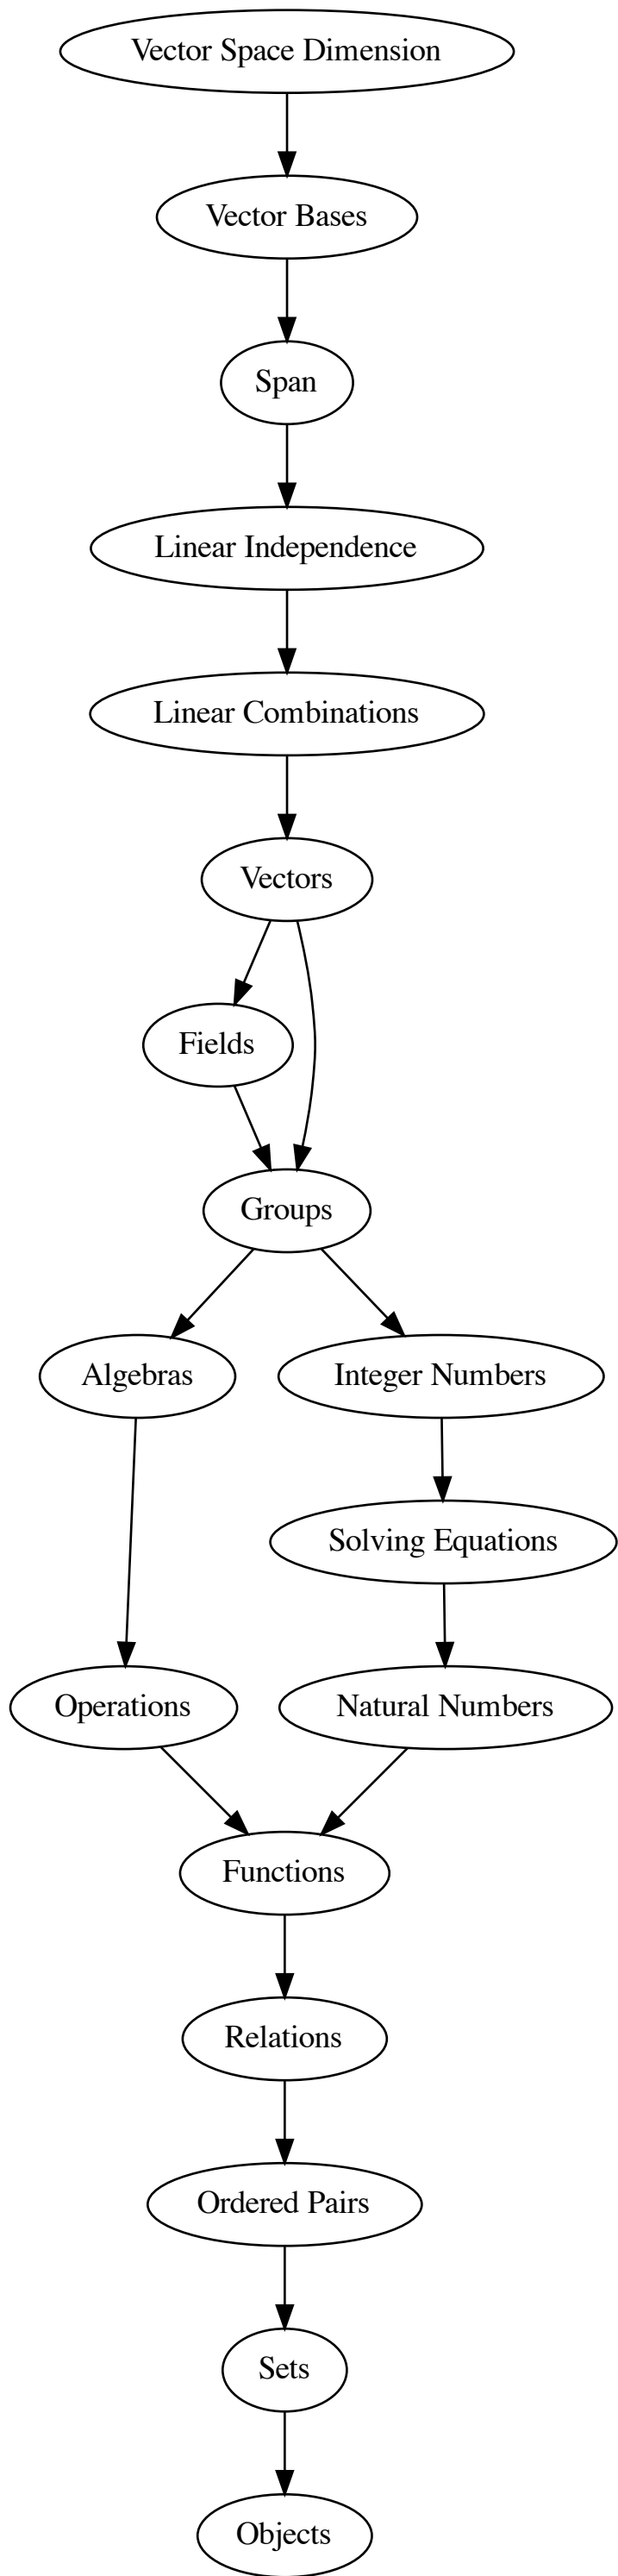 Vector Space Dimension
Vector Bases
Span
Linear Independence
Linear Combinations
Vectors
Fields
Groups
Algebras
Integer Numbers
Solving Equations
Operations
Natural Numbers
Functions
Relations
Ordered Pairs
Sets
Objects